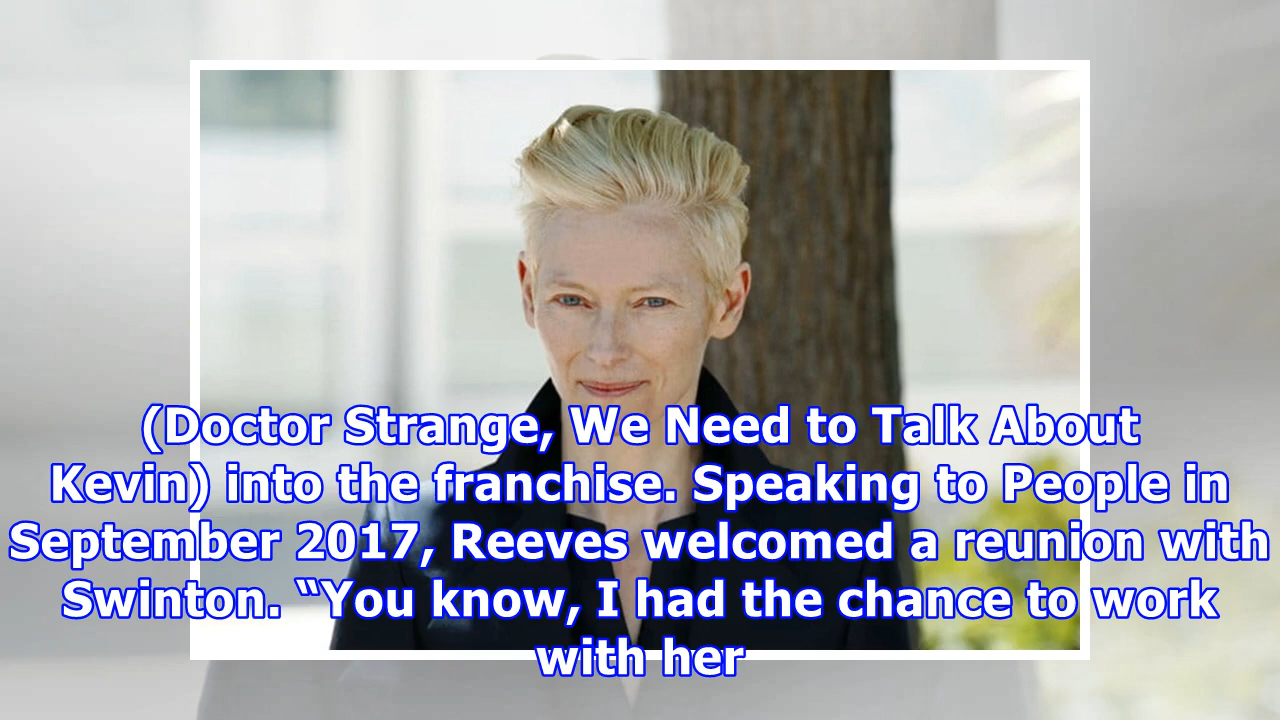 (Doctor Strange, We Need to Talk About
Kevin) into the franchise. Speaking to People in
September 2017, Reeves welcomed a reunion with
Swinton. “You know, I had the chance to work
with her